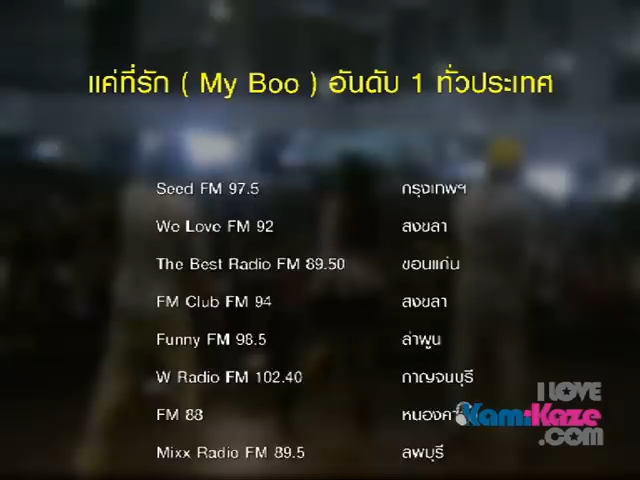 แค่ที่รัก ( My Boo ) อันดับ 1 ทั่วประเทศ
Seed FM 97.5 กรุงเทพฯ
We Love FM 92 สงขลา
The Best Radio FM 89.50 ขอนแก่น
FM Club FM 94 สงขลา
Funny FM 98.5 ลำพูน
W Radio FM 102.40 กาญจนบุรี
I LOVE
FM 88
Kami:Kaze
.COM
Mixx Radio FM 89.5 ลพบุรี